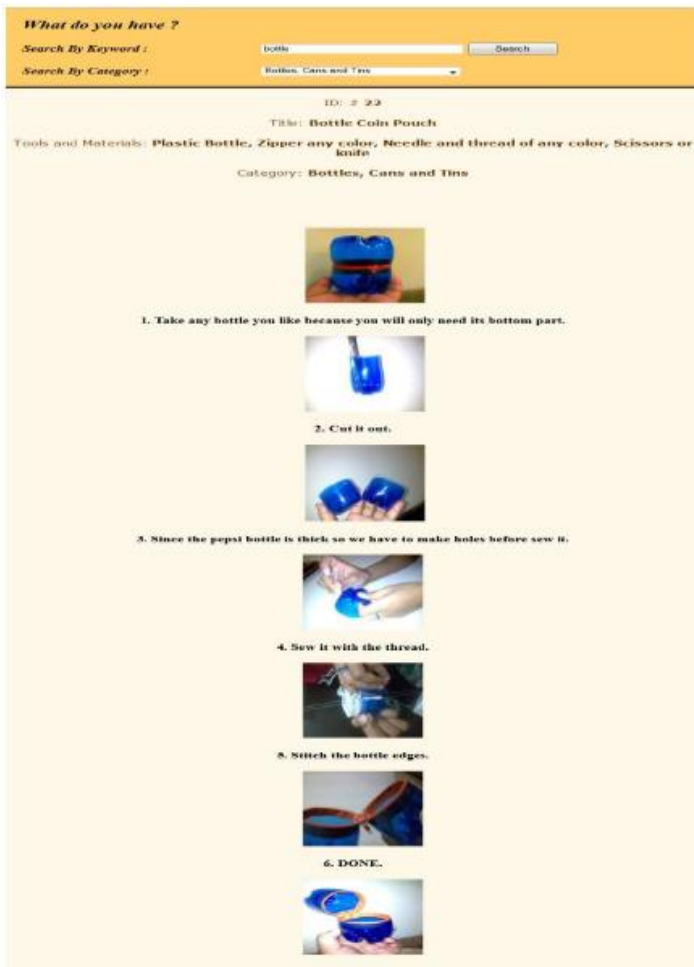 What do you have ?
Search By Keyword :
bottle
Search
Search By Category :
Bottles, Cans and Tins
ID: # 22
Title: Bottle Coin Pouch
Tools and Materials: Plastic Bottle, Zipper any color, Needle and thread of any color, Scissors or
knife
Category: Bottles, Cans and Tins
1. Take any bottle you like because you will only need its bottom part.
2. Cut it out.
3. Since the pepsi bottle is thick so we have to make holes before sew it.
4. Sew it with the thread.
5. Stitch the bottle edges.
6. DONE.